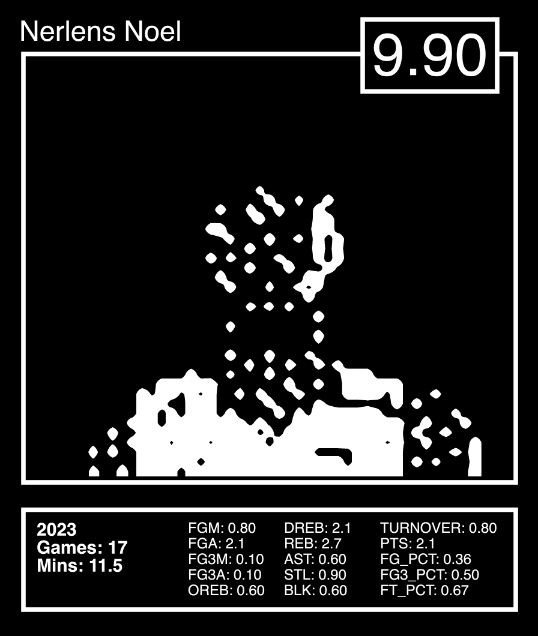 Nerlens Noel
9.90
2023
Games: 17
Mins: 11.5
FGM: 0.80
FGA: 2.1
FG3M: 0.10
FG3A: 0.10
OREB: 0.60
DREB: 2.1
REB: 2.7
AST: 0.60
STL: 0.90
BLK: 0.60
TURNOVER: 0.80
PTS: 2.1
FG_PCT: 0.36
FG3_PCT: 0.50
FT_PCT: 0.67